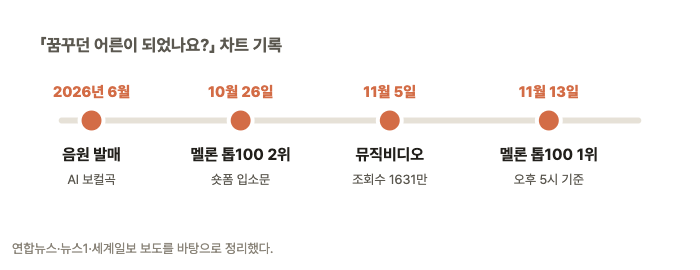 「꿈꾸던 어른이 되었나요?」 차트 기록
2026년 6월
10월 26일
11월 5일
11월 13일
음원 발매
멜론 톱100 2위
뮤직비디오
멜론 톱100 1위
AI 보컬곡
숏폼 입소문
조회수 1631만
오후 5시 기준
연합뉴스·뉴스1·세계일보 보도를 바탕으로 정리했다.